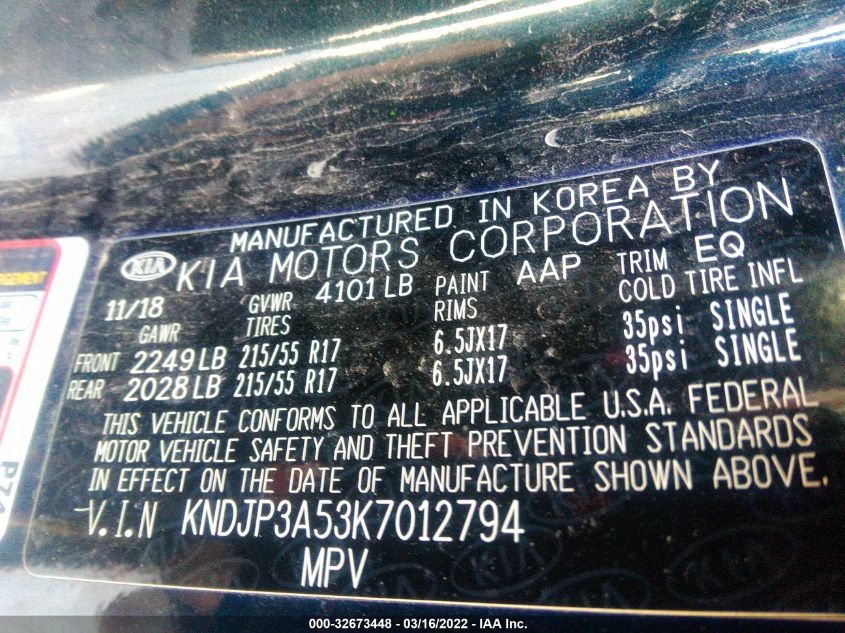 MANUFACTURED IN KOREA BY
KIA KIA MOTORS CORPORATION
11/18 GVWR 4101 LB PAINT AAP TRIM EQ
GAWR TIRES RIMS COLD TIRE INFL
FRONT 2249 LB 215/55 R17 6.5JX17 35psi SINGLE
REAR 2028 LB 215/55 R17 6.5JX17 35psi SINGLE
THIS VEHICLE CONFORMS TO ALL APPLICABLE U.S.A. FEDERAL
MOTOR VEHICLE SAFETY AND THEFT PREVENTION STANDARDS
IN EFFECT ON THE DATE OF MANUFACTURE SHOWN ABOVE.
V.I.N KNDJP3A53K7012794
MPV
000-32673448 - 03/16/2022 - IAA Inc.